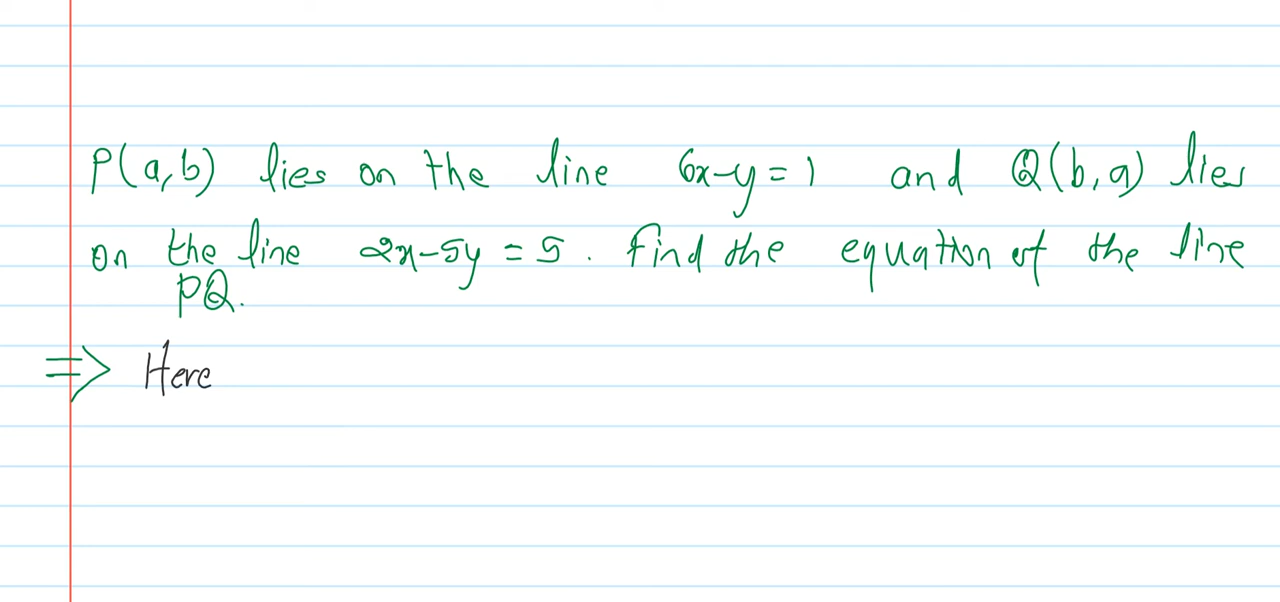 P(a,b) lies on the line 6x-y=1 and Q(b,a) lies
on the line 2x-5y=5. Find the equation of the line
PQ.
⇒ Here